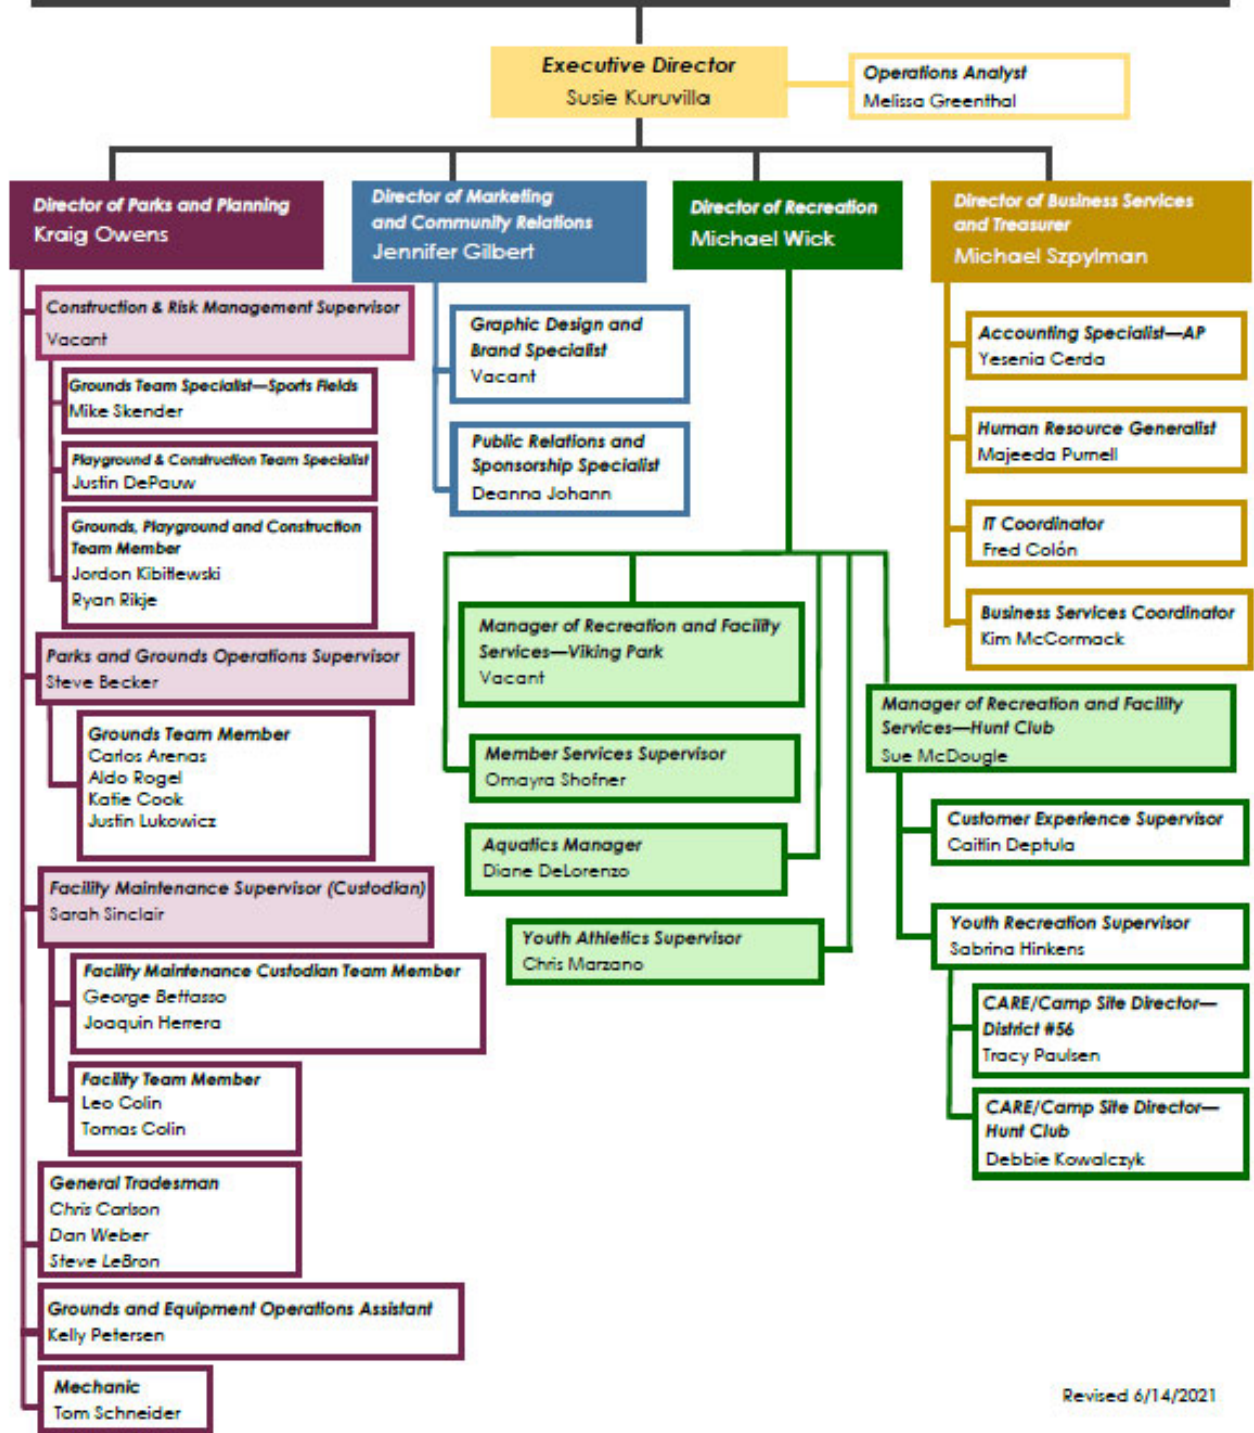 Executive Director
Susie Kuruvilla
Operations Analyst
Melissa Greenthal
Director of Parks and Planning
Kraig Owens
Construction & Risk Management Supervisor
Vacant
Grounds Team Specialist—Sports Fields
Mike Skender
Playground & Construction Team Specialist
Justin DePauw
Grounds, Playground and Construction
Team Member
Jordon Kibitlewski
Ryan Rikje
Parks and Grounds Operations Supervisor
Steve Becker
Grounds Team Member
Carlos Arenas
Aldo Rogel
Katie Cook
Justin Lukowicz
Facility Maintenance Supervisor (Custodian)
Sarah Sinclair
Facility Maintenance Custodian Team Member
George Bettasso
Joaquin Herrera
Facility Team Member
Leo Colin
Tomas Colin
General Tradesman
Chris Carlson
Dan Weber
Steve LeBron
Grounds and Equipment Operations Assistant
Kelly Petersen
Mechanic
Tom Schneider
Director of Marketing
and Community Relations
Jennifer Gilbert
Graphic Design and
Brand Specialist
Vacant
Public Relations and
Sponsorship Specialist
Deanna Johann
Director of Recreation
Michael Wick
Manager of Recreation and Facility
Services—Viking Park
Vacant
Member Services Supervisor
Omayra Shofner
Aquatics Manager
Diane DeLorenzo
Youth Athletics Supervisor
Chris Marzano
Manager of Recreation and Facility
Services—Hunt Club
Sue McDougle
Customer Experience Supervisor
Caitlin Deptula
Youth Recreation Supervisor
Sabrina Hinkens
CARE/Camp Site Director—
District #56
Tracy Paulsen
CARE/Camp Site Director—
Hunt Club
Debbie Kowalczyk
Director of Business Services
and Treasurer
Michael Szpylman
Accounting Specialist—AP
Yesenia Cerda
Human Resource Generalist
Majeeda Purnell
IT Coordinator
Fred Colón
Business Services Coordinator
Kim McCormack
Revised 6/14/2021